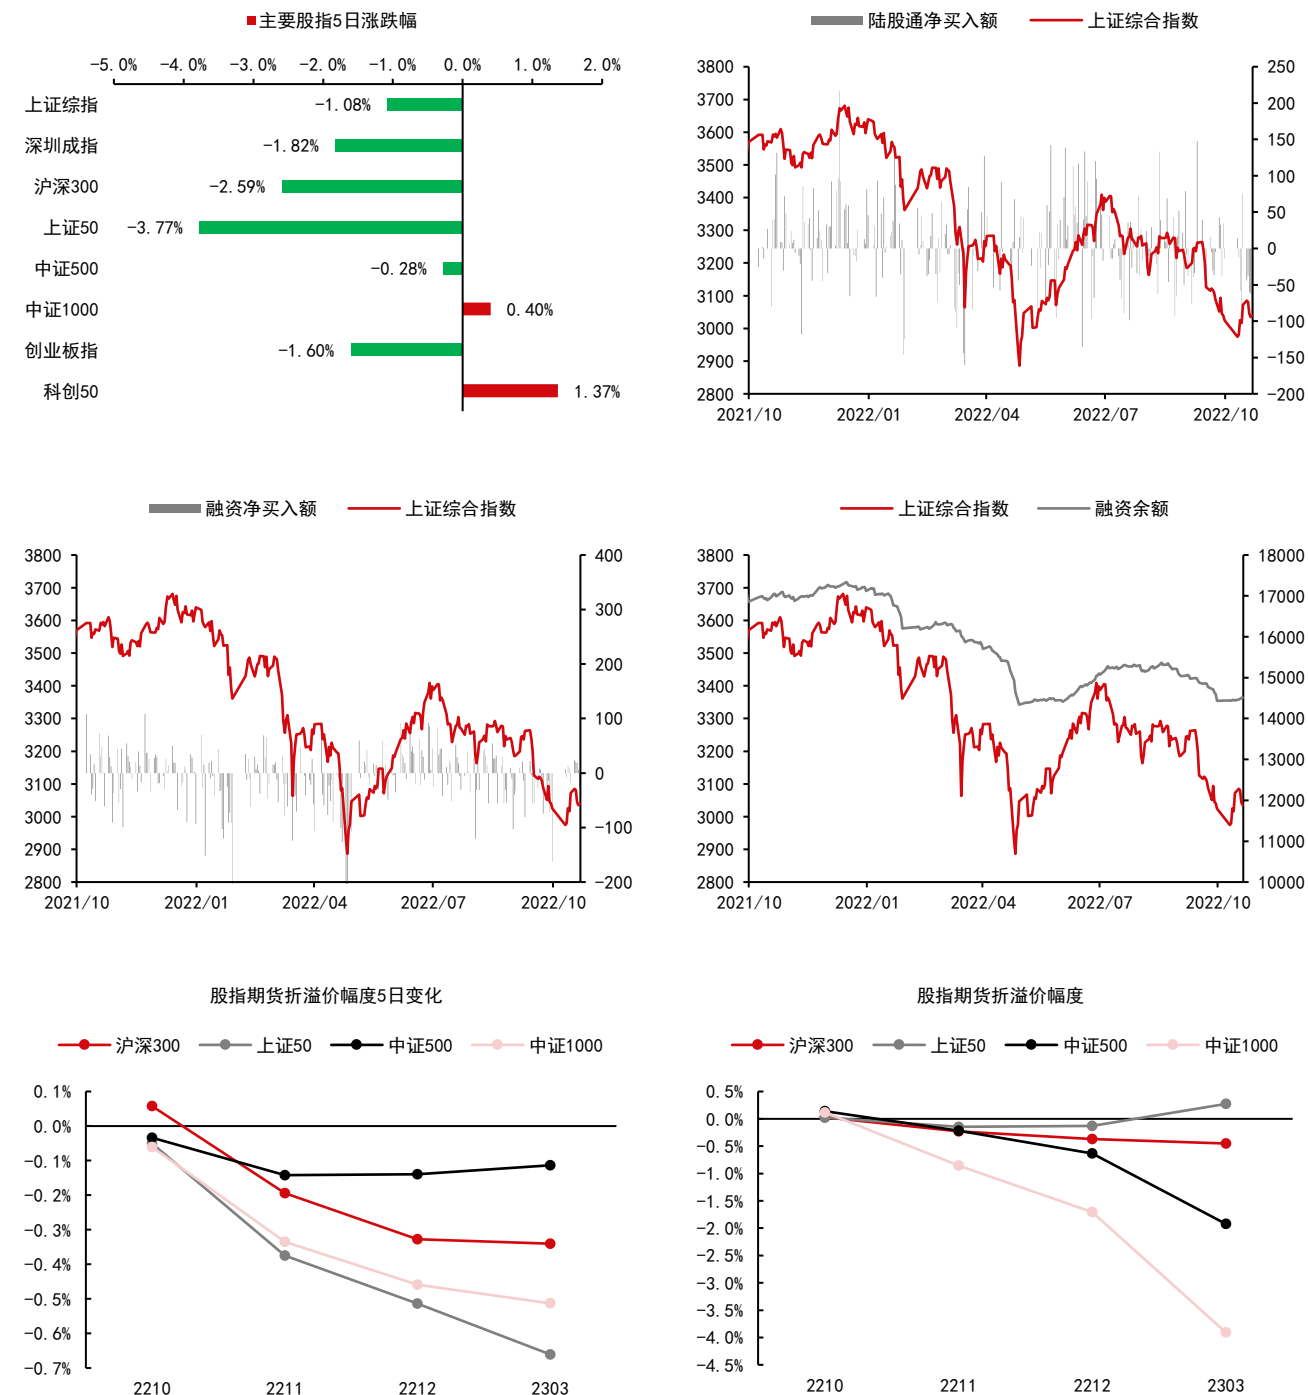 主要股指5日涨跌幅
-5.0% -4.0% -3.0% -2.0% -1.0% 0.0% 1.0% 2.0%
上证综指 -1.08%
深圳成指 -1.82%
沪深300 -2.59%
上证50 -3.77%
中证500 -0.28%
中证1000 0.40%
创业板指 -1.60%
科创50 1.37%
陆股通净买入额 上证综合指数
3800 250
3700 200
3600 150
3500 100
3400 50
3300 0
3200 -50
3100 -100
3000 -150
2900 -200
2800
2021/10 2022/01 2022/04 2022/07 2022/10
融资净买入额 上证综合指数
3800 400
3700 300
3600 200
3500 100
3400 0
3300 -100
3200 -200
3100
3000
2900
2800
2021/10 2022/01 2022/04 2022/07 2022/10
上证综合指数 融资余额
3800 18000
3700 17000
3600 16000
3500 15000
3400 14000
3300 13000
3200 12000
3100 11000
3000 10000
2900
2800
2021/10 2022/01 2022/04 2022/07 2022/10
股指期货折溢价幅度5日变化
沪深300 上证50 中证500 中证1000
0.1%
0.0%
-0.1%
-0.2%
-0.3%
-0.4%
-0.5%
-0.6%
-0.7%
2210 2211 2212 2303
股指期货折溢价幅度
沪深300 上证50 中证500 中证1000
0.5%
0.0%
-0.5%
-1.0%
-1.5%
-2.0%
-2.5%
-3.0%
-3.5%
-4.0%
-4.5%
2210 2211 2212 2303